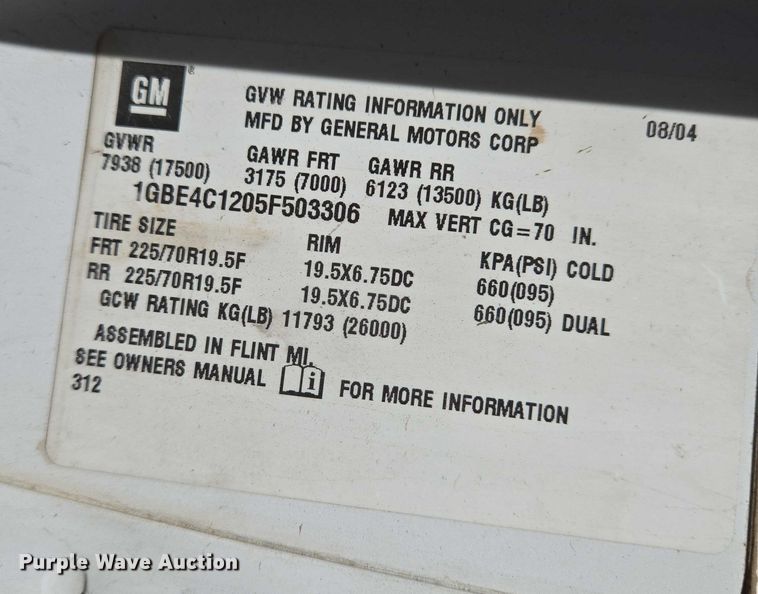 GM ®
GVW RATING INFORMATION ONLY
MFD BY GENERAL MOTORS CORP
08/04
GVWR GAWR FRT GAWR RR
7938 (17500) 3175 (7000) 6123 (13500) KG(LB)
1GBE4C1205F503306 MAX VERT CG=70 IN.
TIRE SIZE RIM KPA(PSI) COLD
FRT 225/70R19.5F 19.5X6.75DC 660(095)
RR 225/70R19.5F 19.5X6.75DC 660(095) DUAL
GCW RATING KG(LB) 11793 (26000)
ASSEMBLED IN FLINT MI.
SEE OWNERS MANUAL i FOR MORE INFORMATION
312
Purple Wave Auction